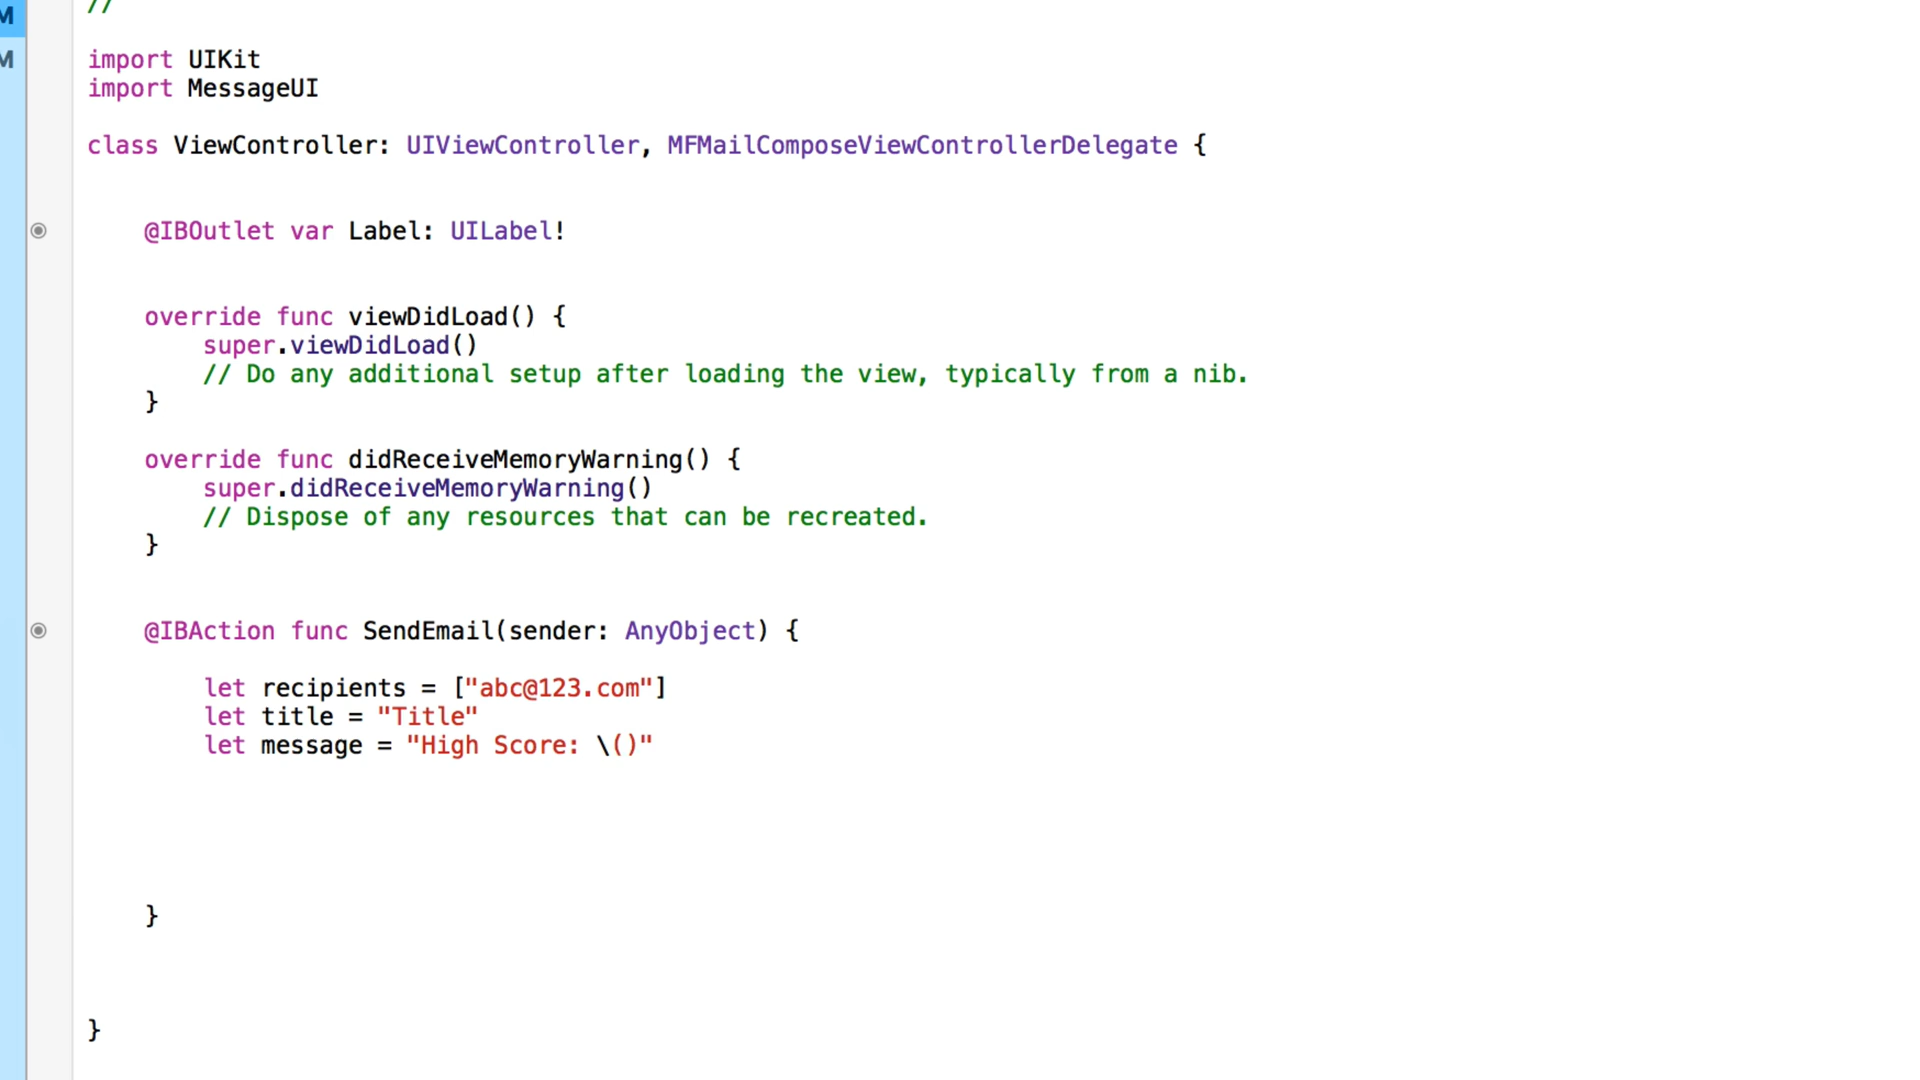 M
//
M
import UIKit
import MessageUI
class ViewController: UIViewController, MFMailComposeViewControllerDelegate {
@IBOutlet var Label: UILabel!
override func viewDidLoad() {
super.viewDidLoad()
// Do any additional setup after loading the view, typically from a nib.
}
override func didReceiveMemoryWarning() {
super.didReceiveMemoryWarning()
// Dispose of any resources that can be recreated.
}
@IBAction func SendEmail(sender: AnyObject) {
let recipients = ["abc@123.com"]
let title = "Title"
let message = "High Score: \()"
}
}